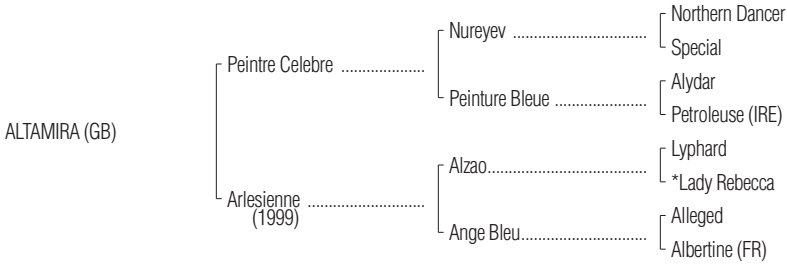 Northern Dancer
Nureyev
Special
Peintre Celebre
Alydar
Peinture Bleue
Petroleuse (IRE)
ALTAMIRA (GB)
Lyphard
Alzao
*Lady Rebecca
Arlesienne
(1999)
Alleged
Ange Bleu
Albertine (FR)